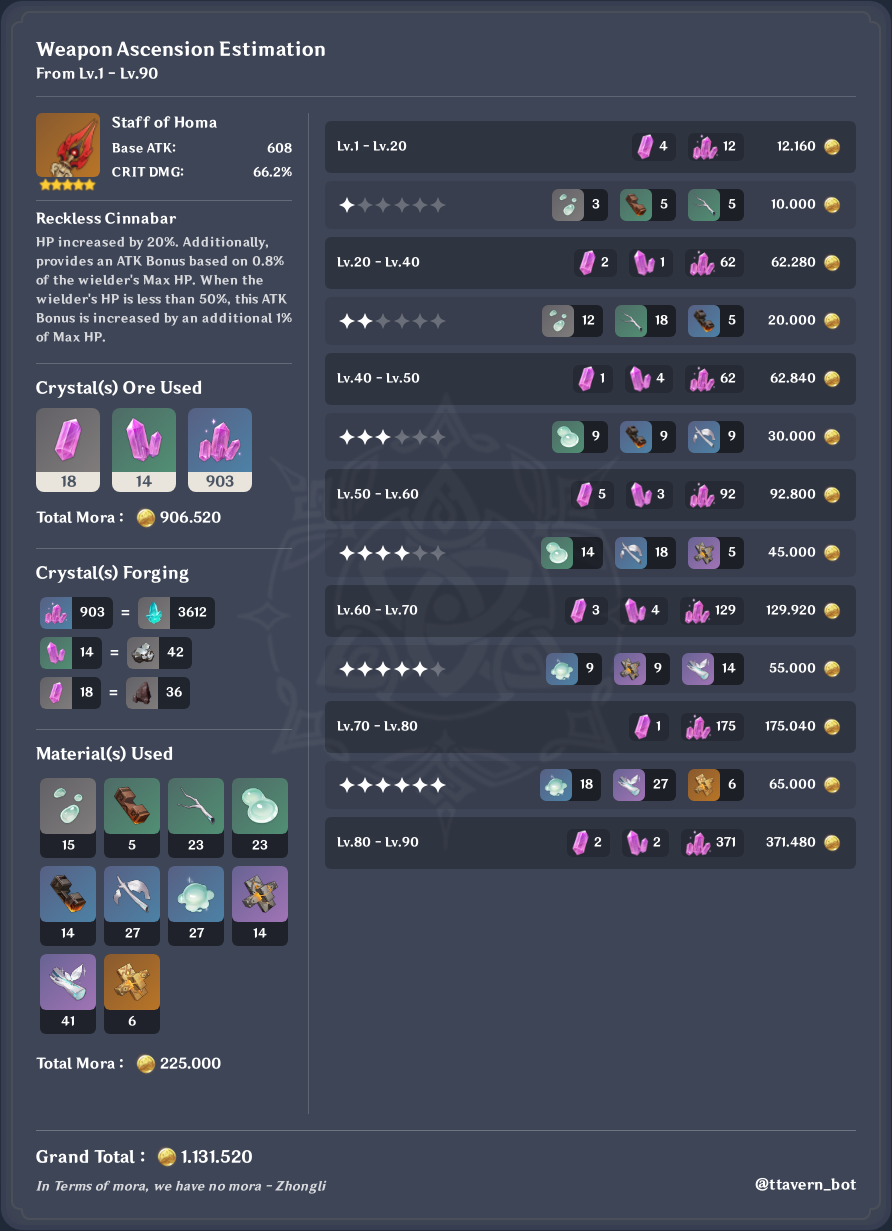 Weapon Ascension Estimation
From Lv.1 - Lv.90
Staff of Homa
Base ATK: 608
CRIT DMG: 66.2%
Reckless Cinnabar
HP increased by 20%. Additionally,
provides an ATK Bonus based on 0.8%
of the wielder's Max HP. When the
wielder's HP is less than 50%, this ATK
Bonus is increased by an additional 1%
of Max HP.
Crystal(s) Ore Used
18 14 903
Total Mora : 906.520
Crystal(s) Forging
903 = 3612
14 = 42
18 = 36
Material(s) Used
15 5 23 23
14 27 27 14
41 6
Total Mora : 225.000
Lv.1 - Lv.20 4 12 12.160
3 5 5 10.000
Lv.20 - Lv.40 2 1 62 62.280
12 18 5 20.000
Lv.40 - Lv.50 1 4 62 62.840
9 9 9 30.000
Lv.50 - Lv.60 5 3 92 92.800
14 18 5 45.000
Lv.60 - Lv.70 3 4 129 129.920
9 9 14 55.000
Lv.70 - Lv.80 1 175 175.040
18 27 6 65.000
Lv.80 - Lv.90 2 2 371 371.480
Grand Total : 1.131.520
In Terms of mora, we have no mora - Zhongli
@ttavern_bot